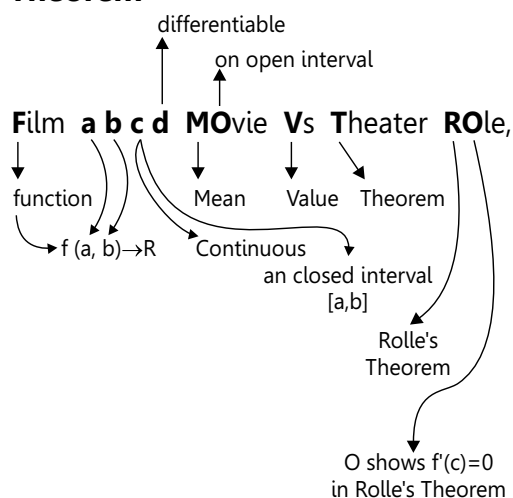 Theorem
differentiable
on open interval
Film a b c d MOvie Vs Theater ROle,
function
Mean
Value
Theorem
f (a, b)→R
Continuous
an closed interval
[a,b]
Rolle's
Theorem
O shows f'(c)=0
in Rolle's Theorem